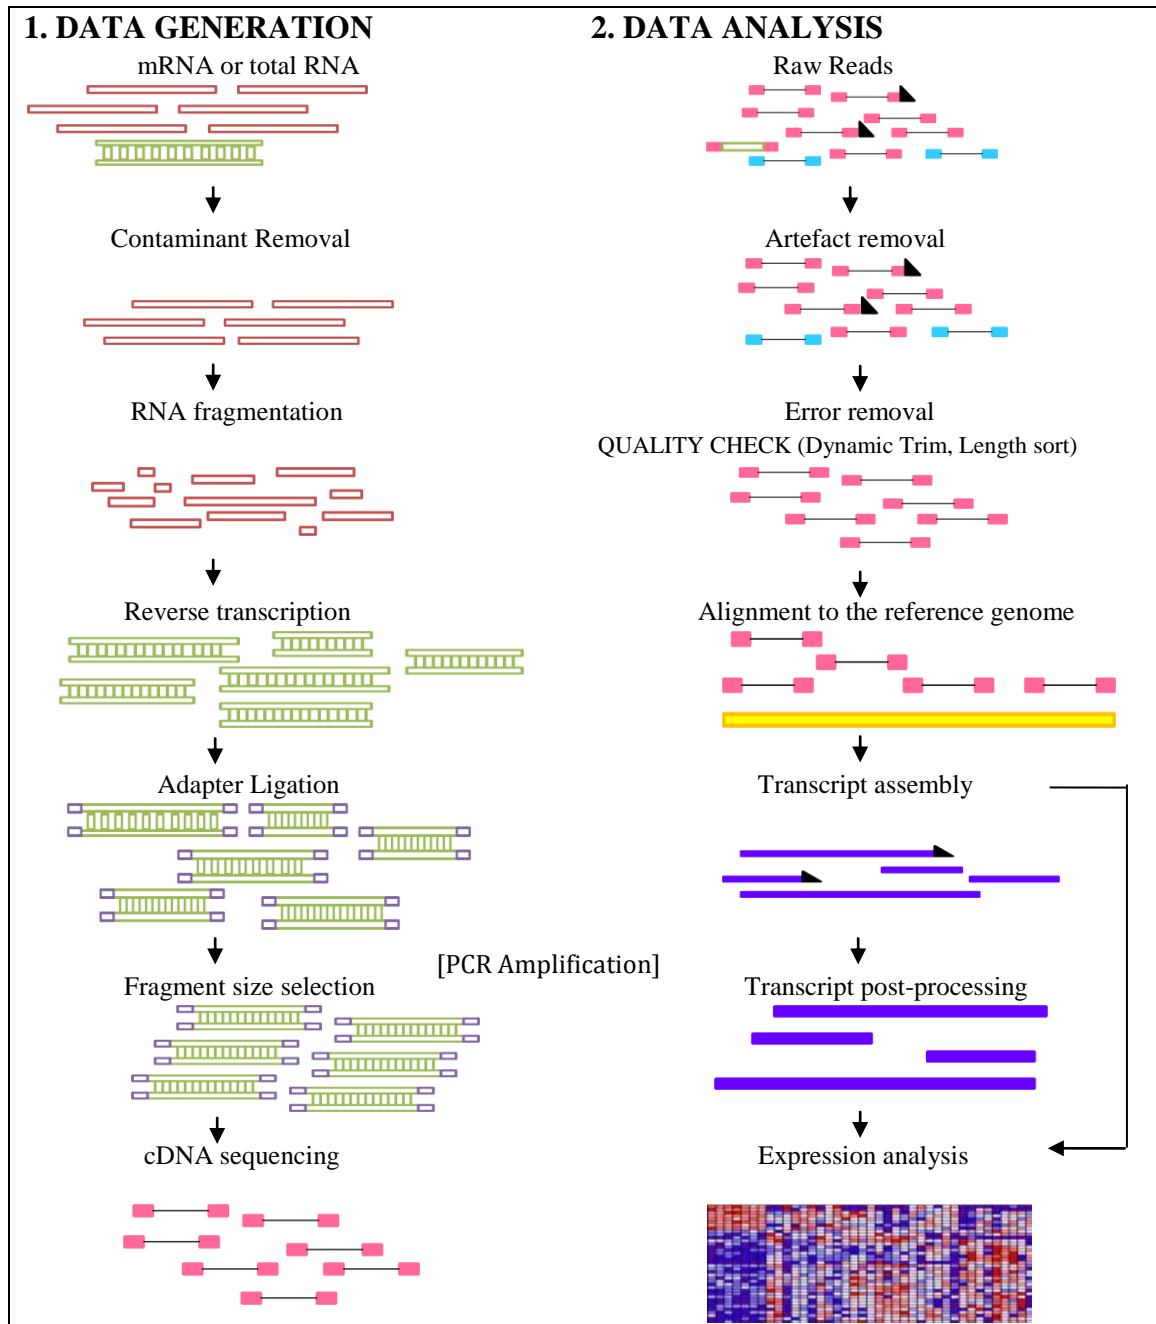 1. DATA GENERATION
mRNA or total RNA
Contaminant Removal
RNA fragmentation
Reverse transcription
Adapter Ligation
[PCR Amplification]
Fragment size selection
cDNA sequencing
2. DATA ANALYSIS
Raw Reads
Artefact removal
Error removal
QUALITY CHECK (Dynamic Trim, Length sort)
Alignment to the reference genome
Transcript assembly
Transcript post-processing
Expression analysis